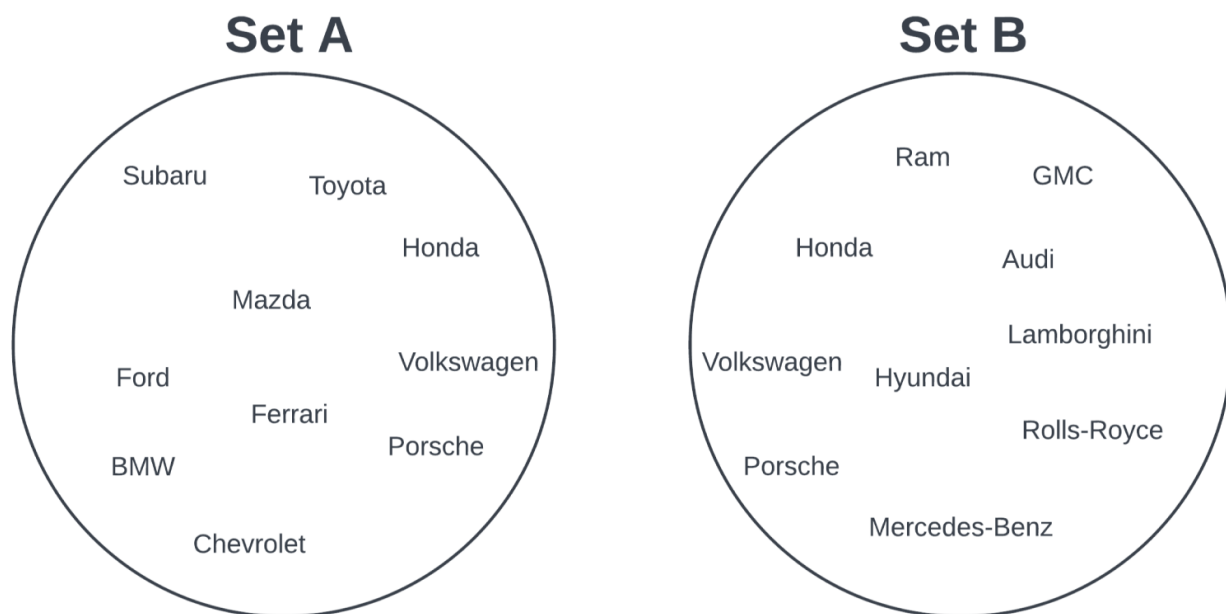 Set A
Subaru
Toyota
Honda
Mazda
Volkswagen
Ford
Ferrari
Porsche
BMW
Chevrolet
Set B
Ram
GMC
Honda
Audi
Lamborghini
Volkswagen
Hyundai
Rolls-Royce
Porsche
Mercedes-Benz